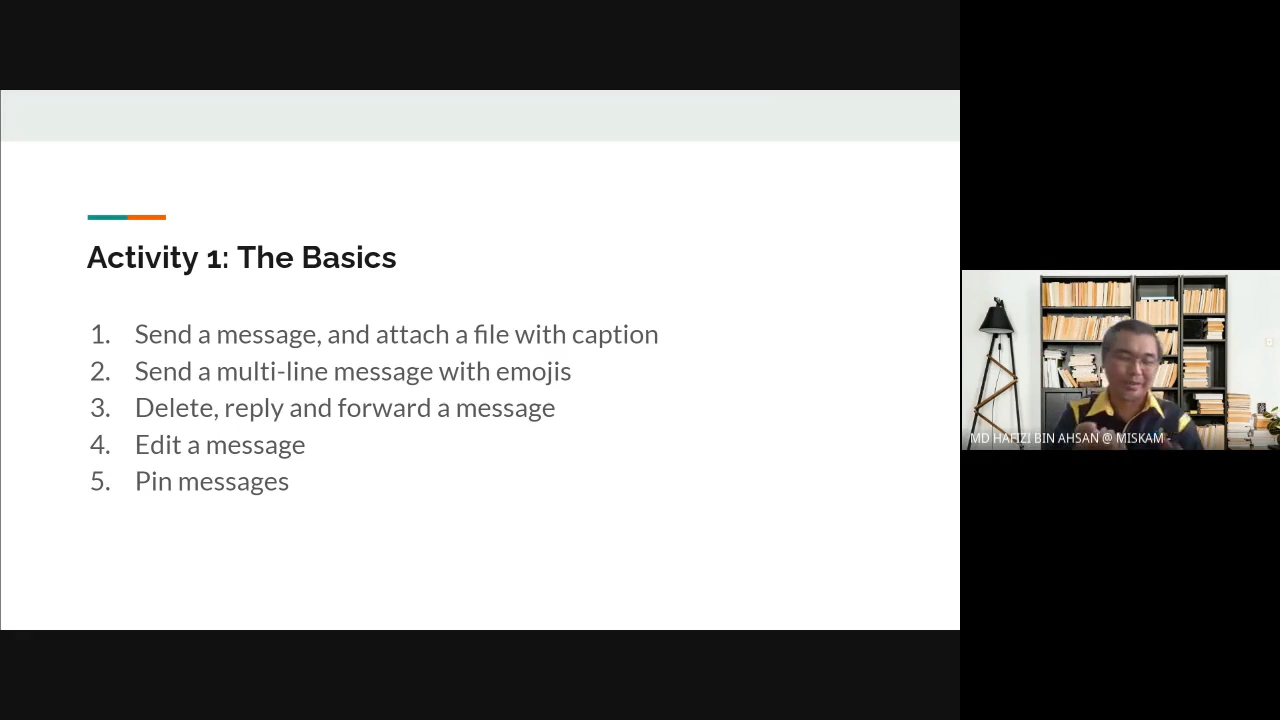 Activity 1: The Basics
1. Send a message, and attach a file with caption
2. Send a multi-line message with emojis
3. Delete, reply and forward a message
4. Edit a message
5. Pin messages
MD HAFIZI BIN AHSAN @ MISKAM -